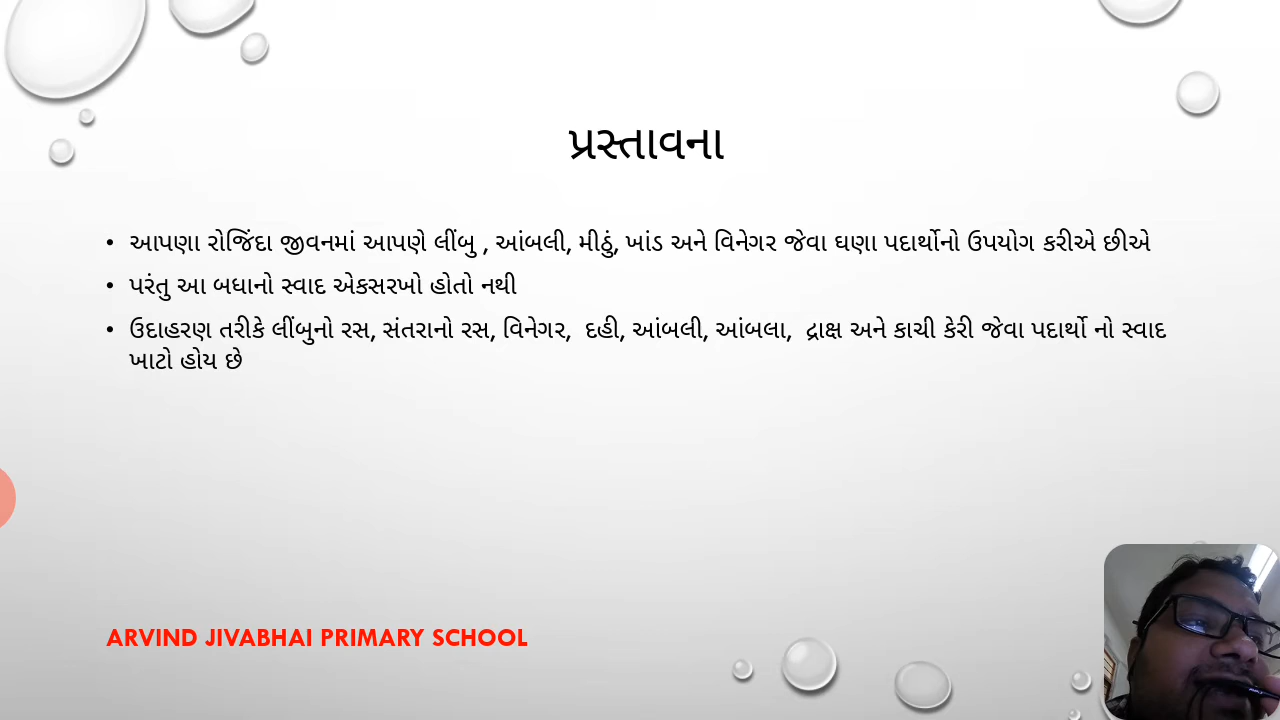 પ્રસ્તાવના
• આપણા રોજિંદા જીવનમાં આપણે લીંબુ , આંબલી, મીઠું, ખાંડ અને વિનેગર જેવા ઘણા પદાર્થોનો ઉપયોગ કરીએ છીએ
• પરંતુ આ બધાનો સ્વાદ એકસરખો હોતો નથી
• ઉદાહરણ તરીકે લીંબુનો રસ, સંતરાનો રસ, વિનેગર, દહી, આંબલી, આંબલા, દ્રાક્ષ અને કાચી કેરી જેવા પદાર્થો નો સ્વાદ
ખાટો હોય છે
ARVIND JIVABHAI PRIMARY SCHOOL